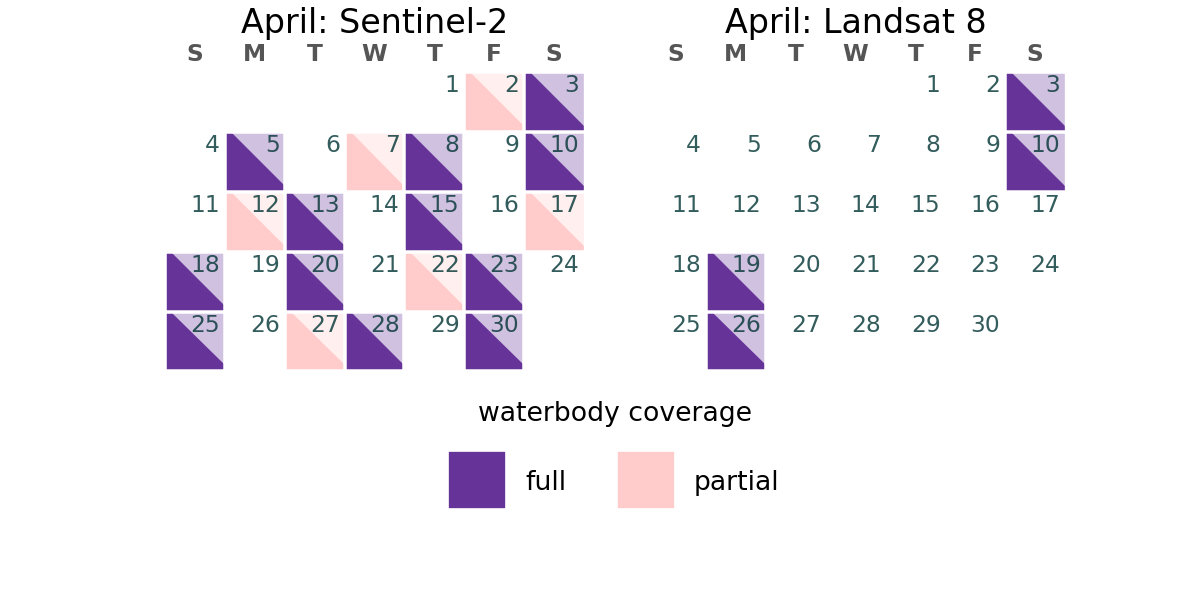 April: Sentinel-2
S M T W T F S
1 2 3
4 5 6 7 8 9 10
11 12 13 14 15 16 17
18 19 20 21 22 23 24
25 26 27 28 29 30
April: Landsat 8
S M T W T F S
1 2 3
4 5 6 7 8 9 10
11 12 13 14 15 16 17
18 19 20 21 22 23 24
25 26 27 28 29 30
waterbody coverage
full
partial